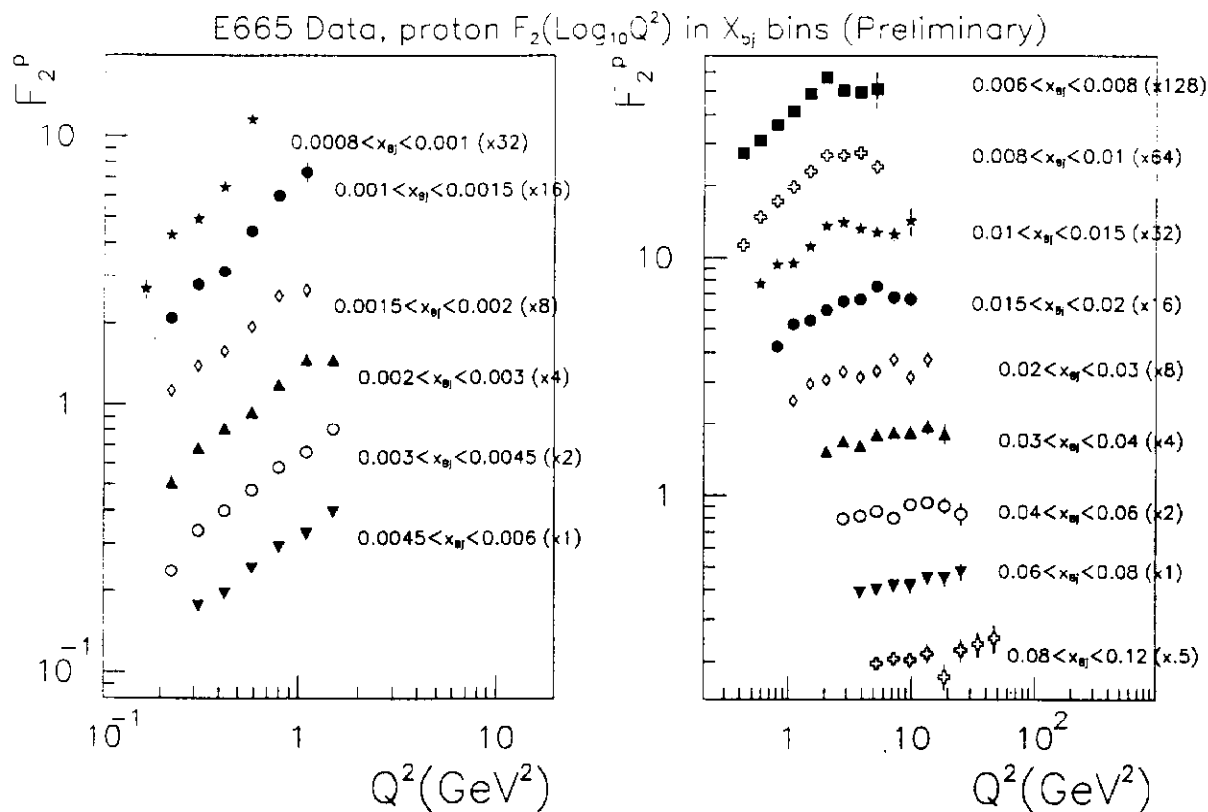 E665 Data, proton F₂(Log₁₀Q²) in X_Bj bins (Preliminary)
F₂ᵖ
10
1
10⁻¹
0.0008<x_Bj<0.001 (x32)
0.001<x_Bj<0.0015 (x16)
0.0015<x_Bj<0.002 (x8)
0.002<x_Bj<0.003 (x4)
0.003<x_Bj<0.0045 (x2)
0.0045<x_Bj<0.006 (x1)
10⁻¹ 1 10
Q²(GeV²)
F₂ᵖ
10
1
0.006<x_Bj<0.008 (x128)
0.008<x_Bj<0.01 (x64)
0.01<x_Bj<0.015 (x32)
0.015<x_Bj<0.02 (x16)
0.02<x_Bj<0.03 (x8)
0.03<x_Bj<0.04 (x4)
0.04<x_Bj<0.06 (x2)
0.06<x_Bj<0.08 (x1)
0.08<x_Bj<0.12 (x.5)
1 10 10²
Q²(GeV²)